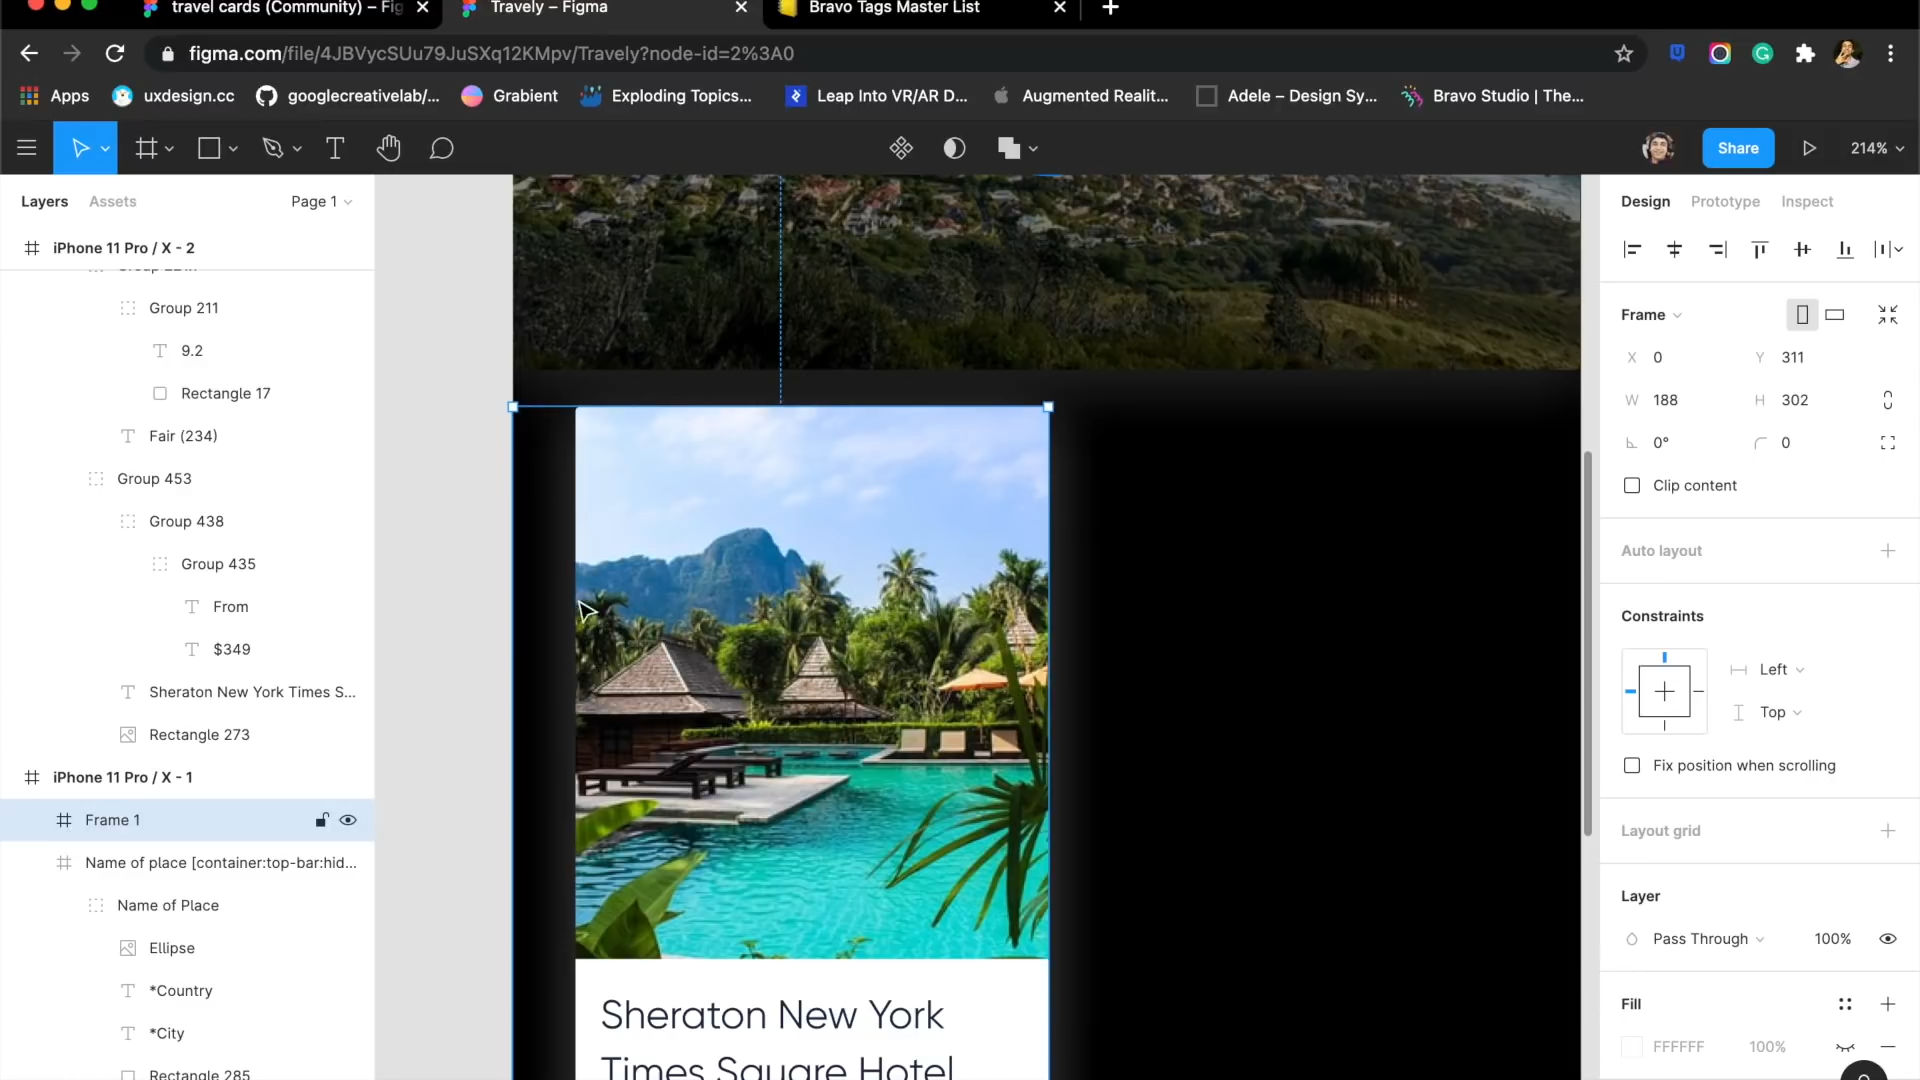 travel cards (Community) – Fig
Travely – Figma
Bravo Tags Master List
figma.com/file/4JBVycSUu79JuSXq12KMpv/Travely?node-id=2%3A0
Apps
uxdesign.cc
googlecreativelab/...
Grabient
Exploding Topics...
Leap Into VR/AR D...
Augmented Realit...
Adele – Design Sy...
Bravo Studio | The...
Share
214%
Layers
Assets
Page 1
iPhone 11 Pro / X - 2
Group 211
9.2
Rectangle 17
Fair (234)
Group 453
Group 438
Group 435
From
$349
Sheraton New York Times S...
Rectangle 273
iPhone 11 Pro / X - 1
Frame 1
Name of place [container:top-bar:hid...
Name of Place
Ellipse
*Country
*City
Rectangle 285
Sheraton New York
Times Square Hotel
Design
Prototype
Inspect
Frame
X 0
Y 311
W 188
H 302
0°
0
Clip content
Auto layout
Constraints
Left
Top
Fix position when scrolling
Layout grid
Layer
Pass Through
100%
Fill
FFFFFF
100%